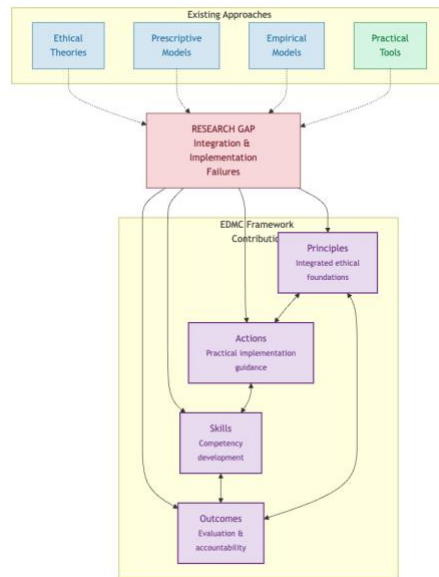 Existing Approaches
Ethical
Theories
Prescriptive
Models
Empirical
Models
Practical
Tools
RESEARCH GAP
Integration &
Implementation
Failures
EDMC Framework
Contribution
Principles
Integrated ethical
foundations
Actions
Practical implementation
guidance
Skills
Competency
development
Outcomes
Evaluation &
accountability